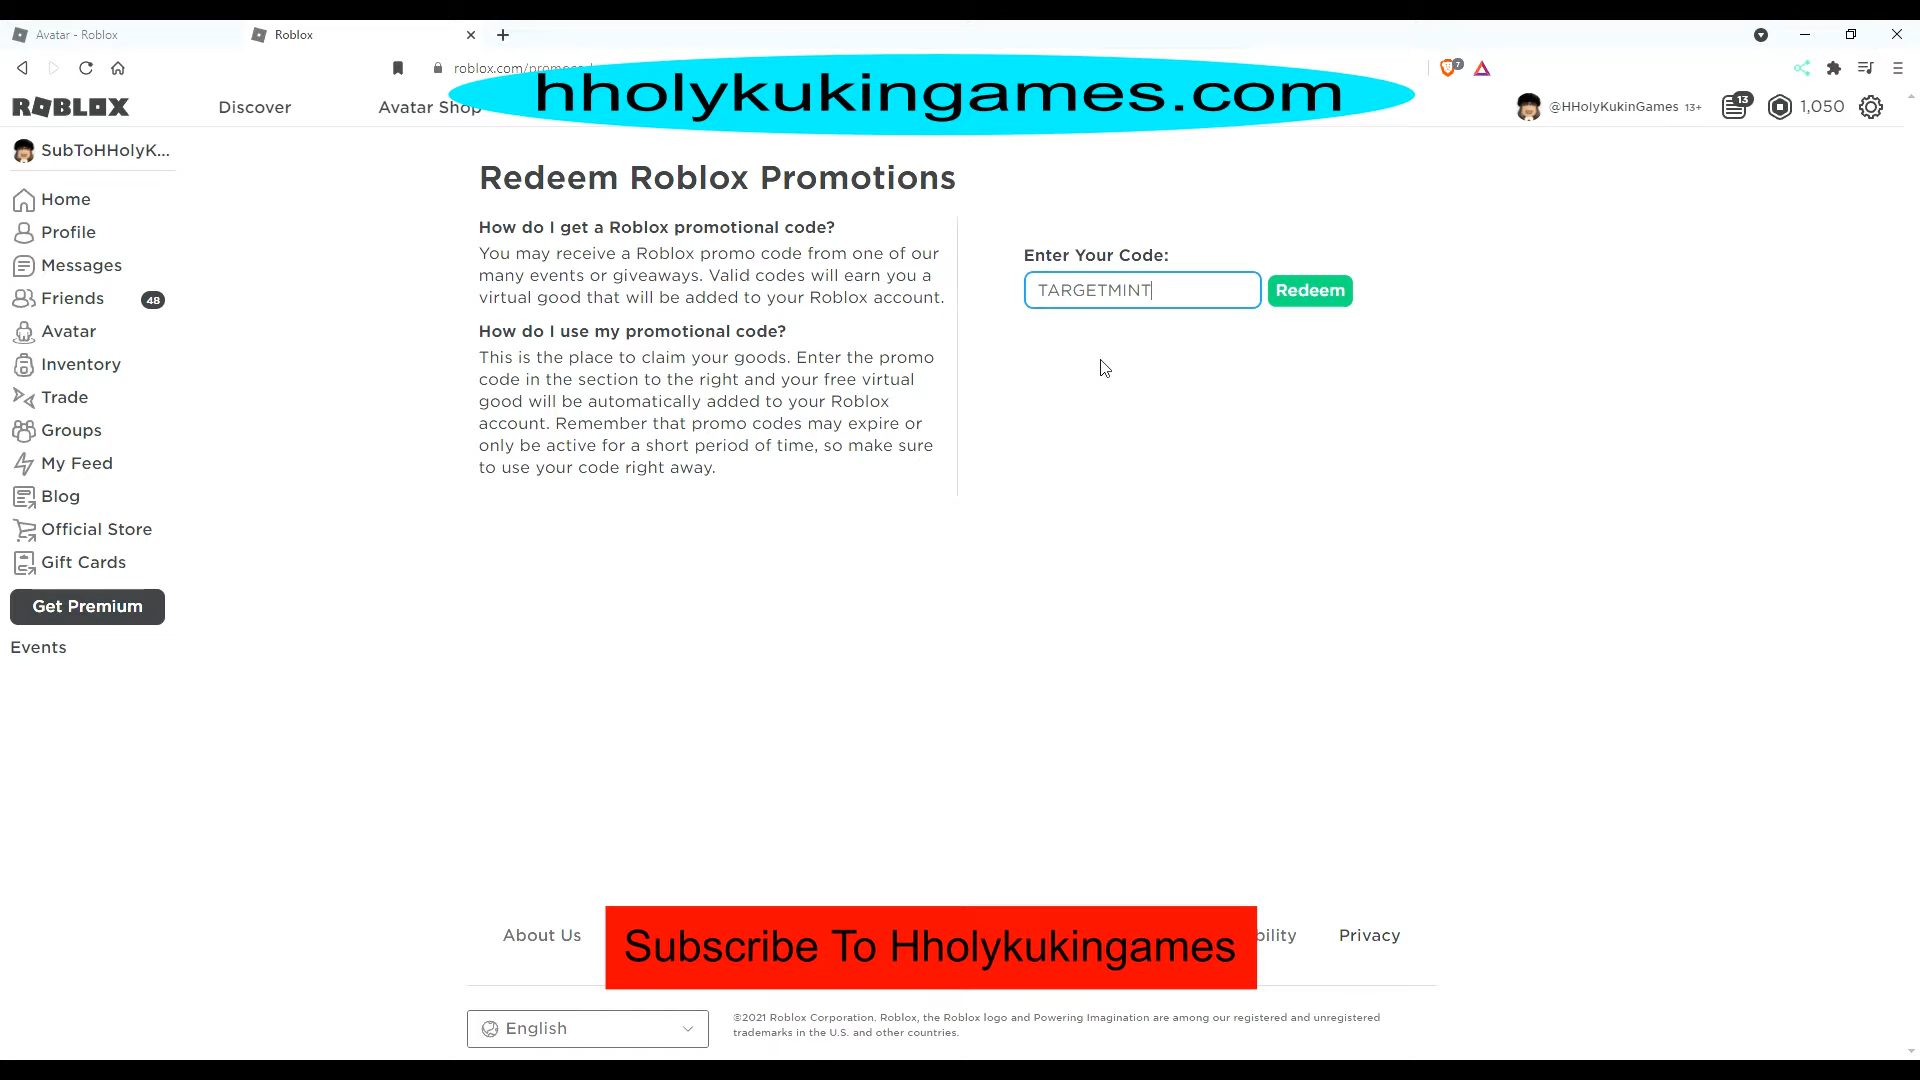 Avatar - Roblox
Roblox
roblox.com/
7
hholykukingames.com
ROBLOX
Discover
Avatar Shop
@HHolyKukinGames 13+
13
1,050
SubToHHolyK...
Home
Profile
Messages
Friends
48
Avatar
Inventory
Trade
Groups
My Feed
Blog
Official Store
Gift Cards
Get Premium
Events
Redeem Roblox Promotions
How do I get a Roblox promotional code?
You may receive a Roblox promo code from one of our
many events or giveaways. Valid codes will earn you a
virtual good that will be added to your Roblox account.
How do I use my promotional code?
This is the place to claim your goods. Enter the promo
code in the section to the right and your free virtual
good will be automatically added to your Roblox
account. Remember that promo codes may expire or
only be active for a short period of time, so make sure
to use your code right away.
Enter Your Code:
TARGETMINT
Redeem
About Us
Subscribe To Hholykukingames
bility
Privacy
English
©2021 Roblox Corporation. Roblox, the Roblox logo and Powering Imagination are among our registered and unregistered
trademarks in the U.S. and other countries.